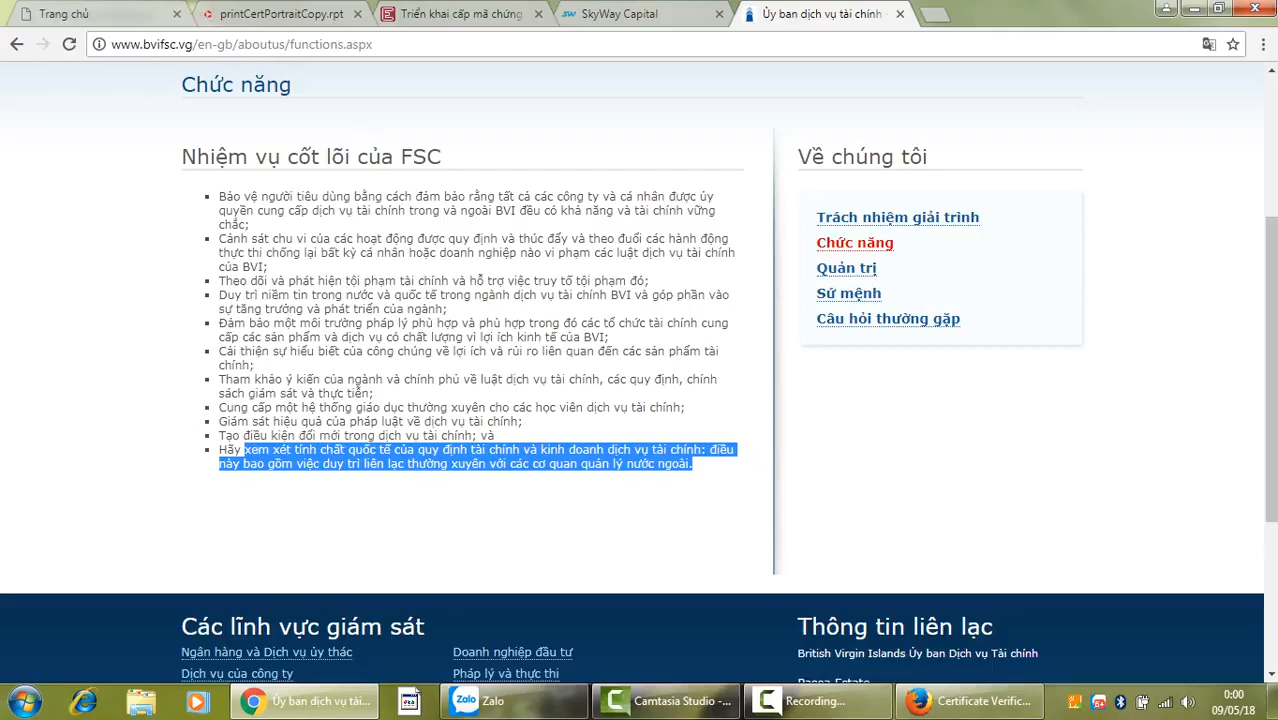 Trang chủ
printCertPortraitCopy.rpt
Triển khai cấp mã chứng
SkyWay Capital
Ủy ban dịch vụ tài chính
www.bvifsc.vg/en-gb/aboutus/functions.aspx
Chức năng
Nhiệm vụ cốt lõi của FSC
Bảo vệ người tiêu dùng bằng cách đảm bảo rằng tất cả các công ty và cá nhân được ủy
quyền cung cấp dịch vụ tài chính trong và ngoài BVI đều có khả năng và tài chính vững
chắc;
Cảnh sát chu vi của các hoạt động được quy định và thúc đẩy và theo đuổi các hành động
thực thi chống lại bất kỳ cá nhân hoặc doanh nghiệp nào vi phạm các luật dịch vụ tài chính
của BVI;
Theo dõi và phát hiện tội phạm tài chính và hỗ trợ việc truy tố tội phạm đó;
Duy trì niềm tin trong nước và quốc tế trong ngành dịch vụ tài chính BVI và góp phần vào
sự tăng trưởng và phát triển của ngành;
Đảm bảo một môi trường pháp lý phù hợp và phù hợp trong đó các tổ chức tài chính cung
cấp các sản phẩm và dịch vụ có chất lượng vì lợi ích kinh tế của BVI;
Cải thiện sự hiểu biết của công chúng về lợi ích và rủi ro liên quan đến các sản phẩm tài
chính;
Tham khảo ý kiến của ngành và chính phủ về luật dịch vụ tài chính, các quy định, chính
sách giám sát và thực tiễn;
Cung cấp một hệ thống giáo dục thường xuyên cho các học viên dịch vụ tài chính;
Giám sát hiệu quả của pháp luật về dịch vụ tài chính;
Tạo điều kiện đổi mới trong dịch vụ tài chính; và
Hãy xem xét tính chất quốc tế của quy định tài chính và kinh doanh dịch vụ tài chính: điều
này bao gồm việc duy trì liên lạc thường xuyên với các cơ quan quản lý nước ngoài.
Về chúng tôi
Trách nhiệm giải trình
Chức năng
Quản trị
Sứ mệnh
Câu hỏi thường gặp
Các lĩnh vực giám sát
Ngân hàng và Dịch vụ ủy thác
Doanh nghiệp đầu tư
Dịch vụ của công ty
Pháp lý và thực thi
Thông tin liên lạc
British Virgin Islands Ủy ban Dịch vụ Tài chính
Pasea Estate
Ủy ban dịch vụ tài...
Zalo
Camtasia Studio -...
Recording...
Certificate Verific...
0:00
09/05/18